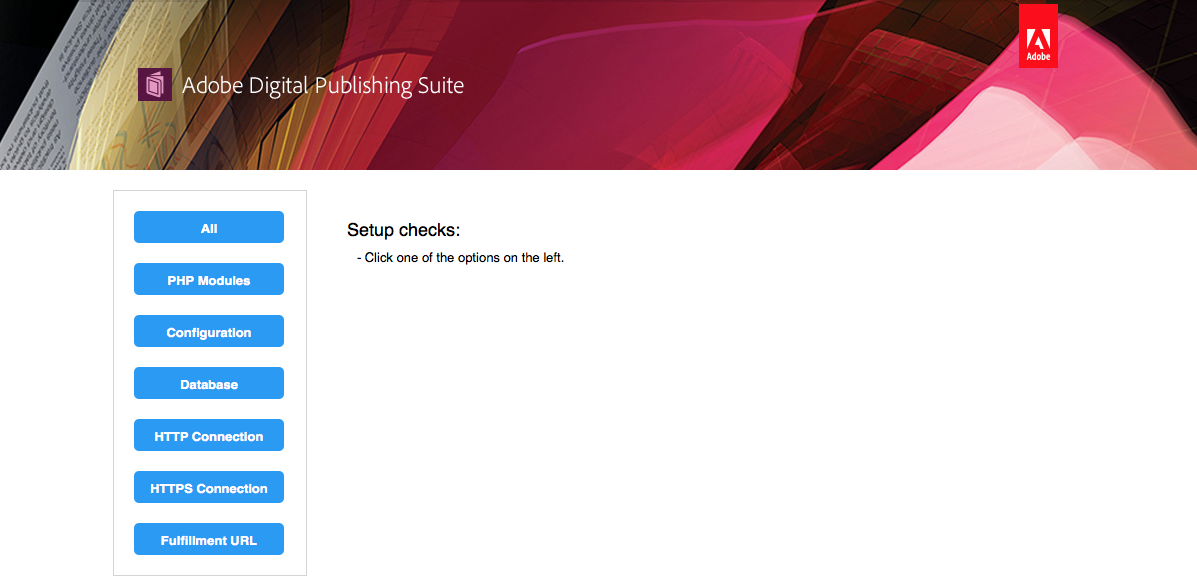 Adobe Digital Publishing Suite
Adobe
All
PHP Modules
Configuration
Database
HTTP Connection
HTTPS Connection
Fulfillment URL
Setup checks:
- Click one of the options on the left.